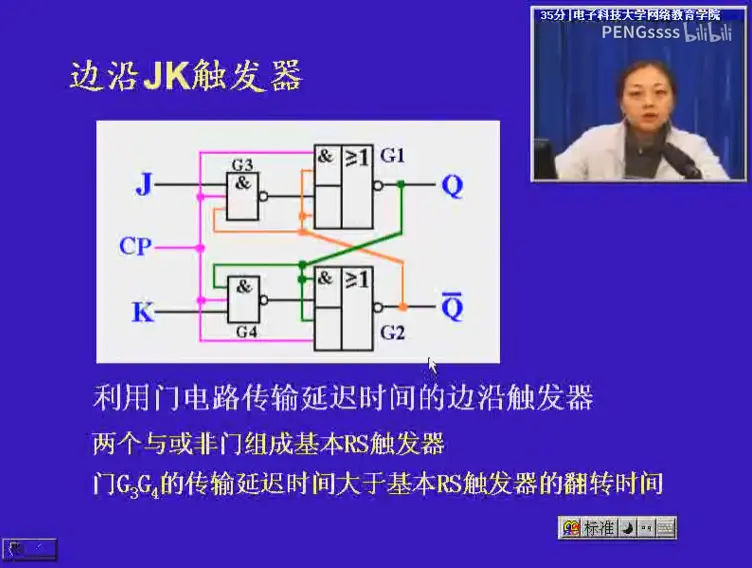 35分|电子科技大学网络教育学院
PENGssss bilibili
边沿JK触发器
& ≥1 G1
G3
J & Q
CP
& & ≥1
K Q̅
G4 G2
利用门电路传输延迟时间的边沿触发器
两个与或非门组成基本RS触发器
门G₃G₄的传输延迟时间大于基本RS触发器的翻转时间
标准